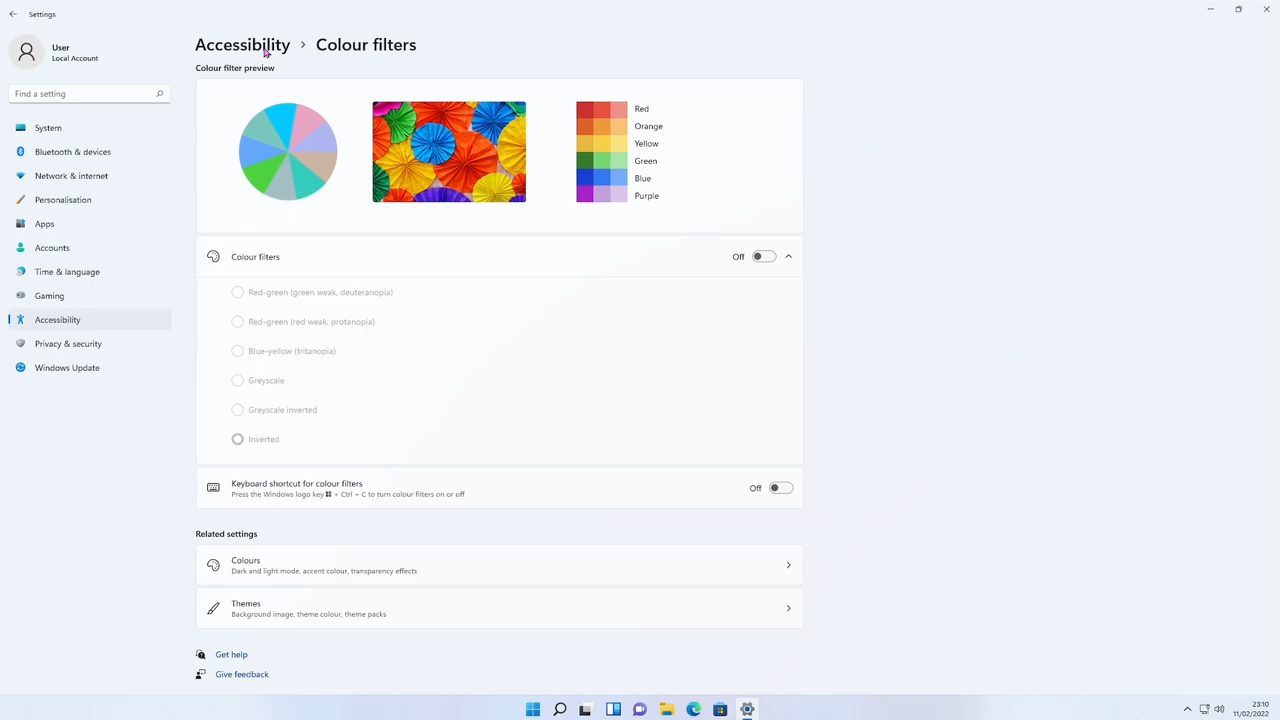 Settings
User
Local Account
Find a setting
System
Bluetooth & devices
Network & internet
Personalisation
Apps
Accounts
Time & language
Gaming
Accessibility
Privacy & security
Windows Update
Accessibility > Colour filters
Colour filter preview
Red
Orange
Yellow
Green
Blue
Purple
Colour filters
Off
Red-green (green weak, deuteranopia)
Red-green (red weak, protanopia)
Blue-yellow (tritanopia)
Greyscale
Greyscale inverted
Inverted
Keyboard shortcut for colour filters
Off
Press the Windows logo key + Ctrl + C to turn colour filters on or off
Related settings
Colours
Dark and light mode, accent colour, transparency effects
Themes
Background image, theme colour, theme packs
Get help
Give feedback
23:10
11/02/2022